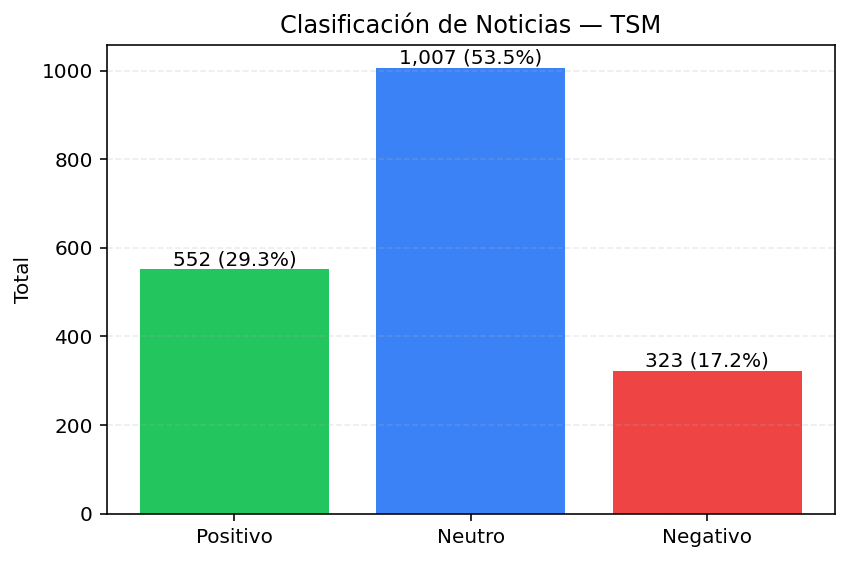 Clasificación de Noticias — TSM
1,007 (53.5%)
552 (29.3%)
323 (17.2%)
Total
1000
800
600
400
200
0
Positivo
Neutro
Negativo